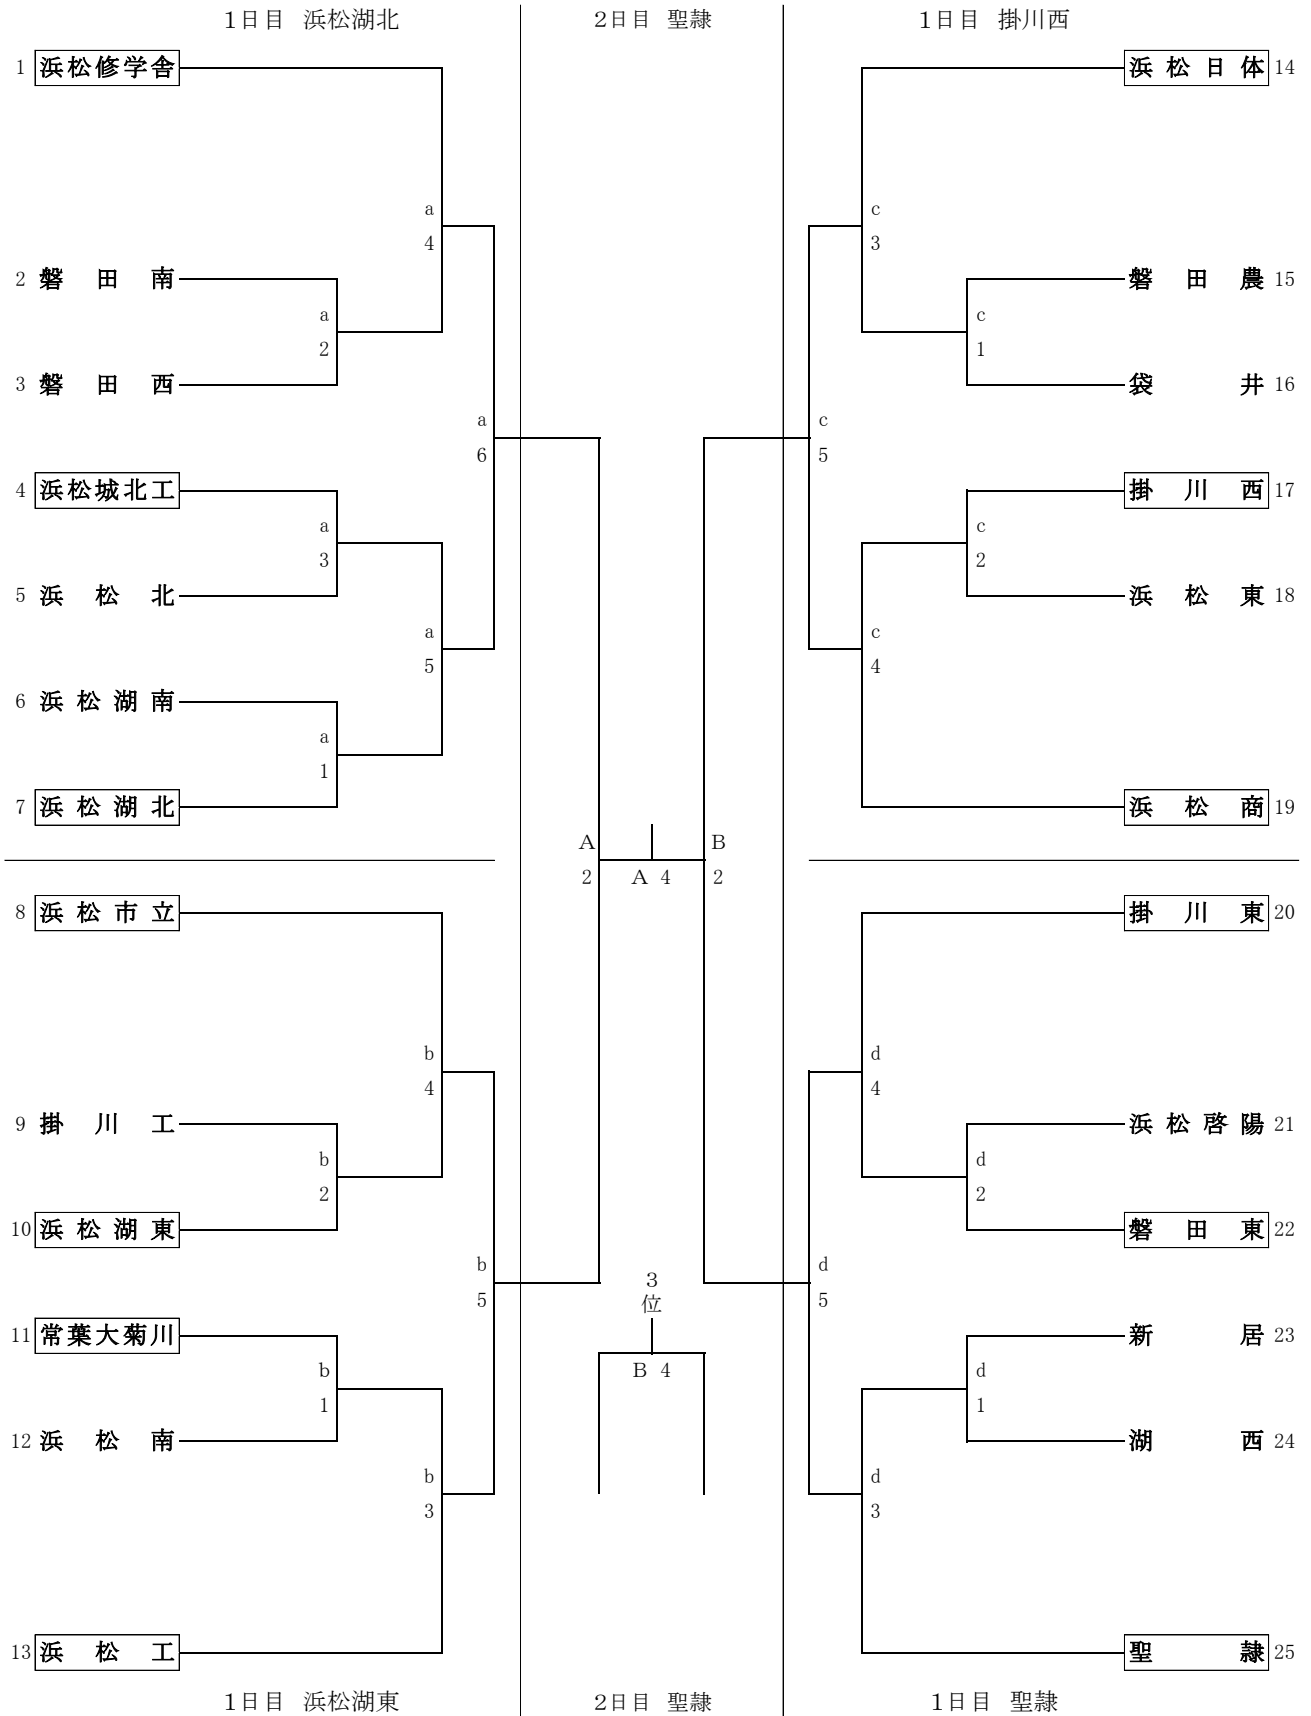 1日目 浜松湖北
2日目 聖隷
1日目 掛川西
1 浜松修学舎
a
4
2 磐田南
a
2
3 磐田西
a
6
4 浜松城北工
a
3
5 浜松北
a
5
6 浜松湖南
a
1
7 浜松湖北
浜松日体 14
c
3
磐田農 15
c
1
袋井 16
c
5
掛川西 17
c
2
浜松東 18
c
4
浜松商 19
A
2
A 4
B
2
8 浜松市立
b
4
9 掛川工
b
2
10 浜松湖東
b
5
11 常葉大菊川
b
1
12 浜松南
b
3
13 浜松工
3
位
B 4
掛川東 20
d
4
浜松啓陽 21
d
2
磐田東 22
d
5
新居 23
d
1
湖西 24
d
3
聖隷 25
1日目 浜松湖東
2日目 聖隷
1日目 聖隷